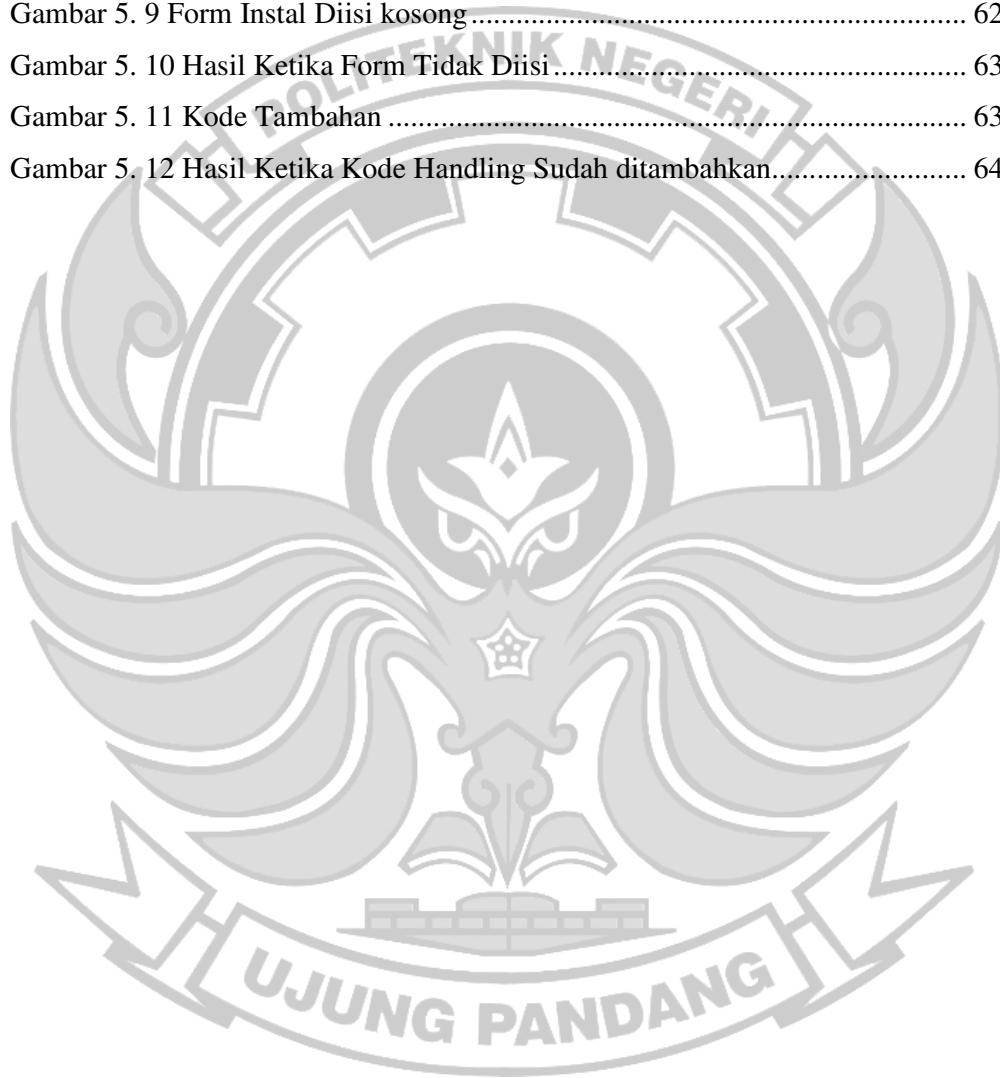 Gambar 5. 9 Form Instal Diisi kosong.................................................................. 62
Gambar 5. 10 Hasil Ketika Form Tidak Diisi....................................................... 63
Gambar 5. 11 Kode Tambahan ............................................................................. 63
Gambar 5. 12 Hasil Ketika Kode Handling Sudah ditambahkan.......................... 64
POLITEKNIK NEGERI
UJUNG PANDANG